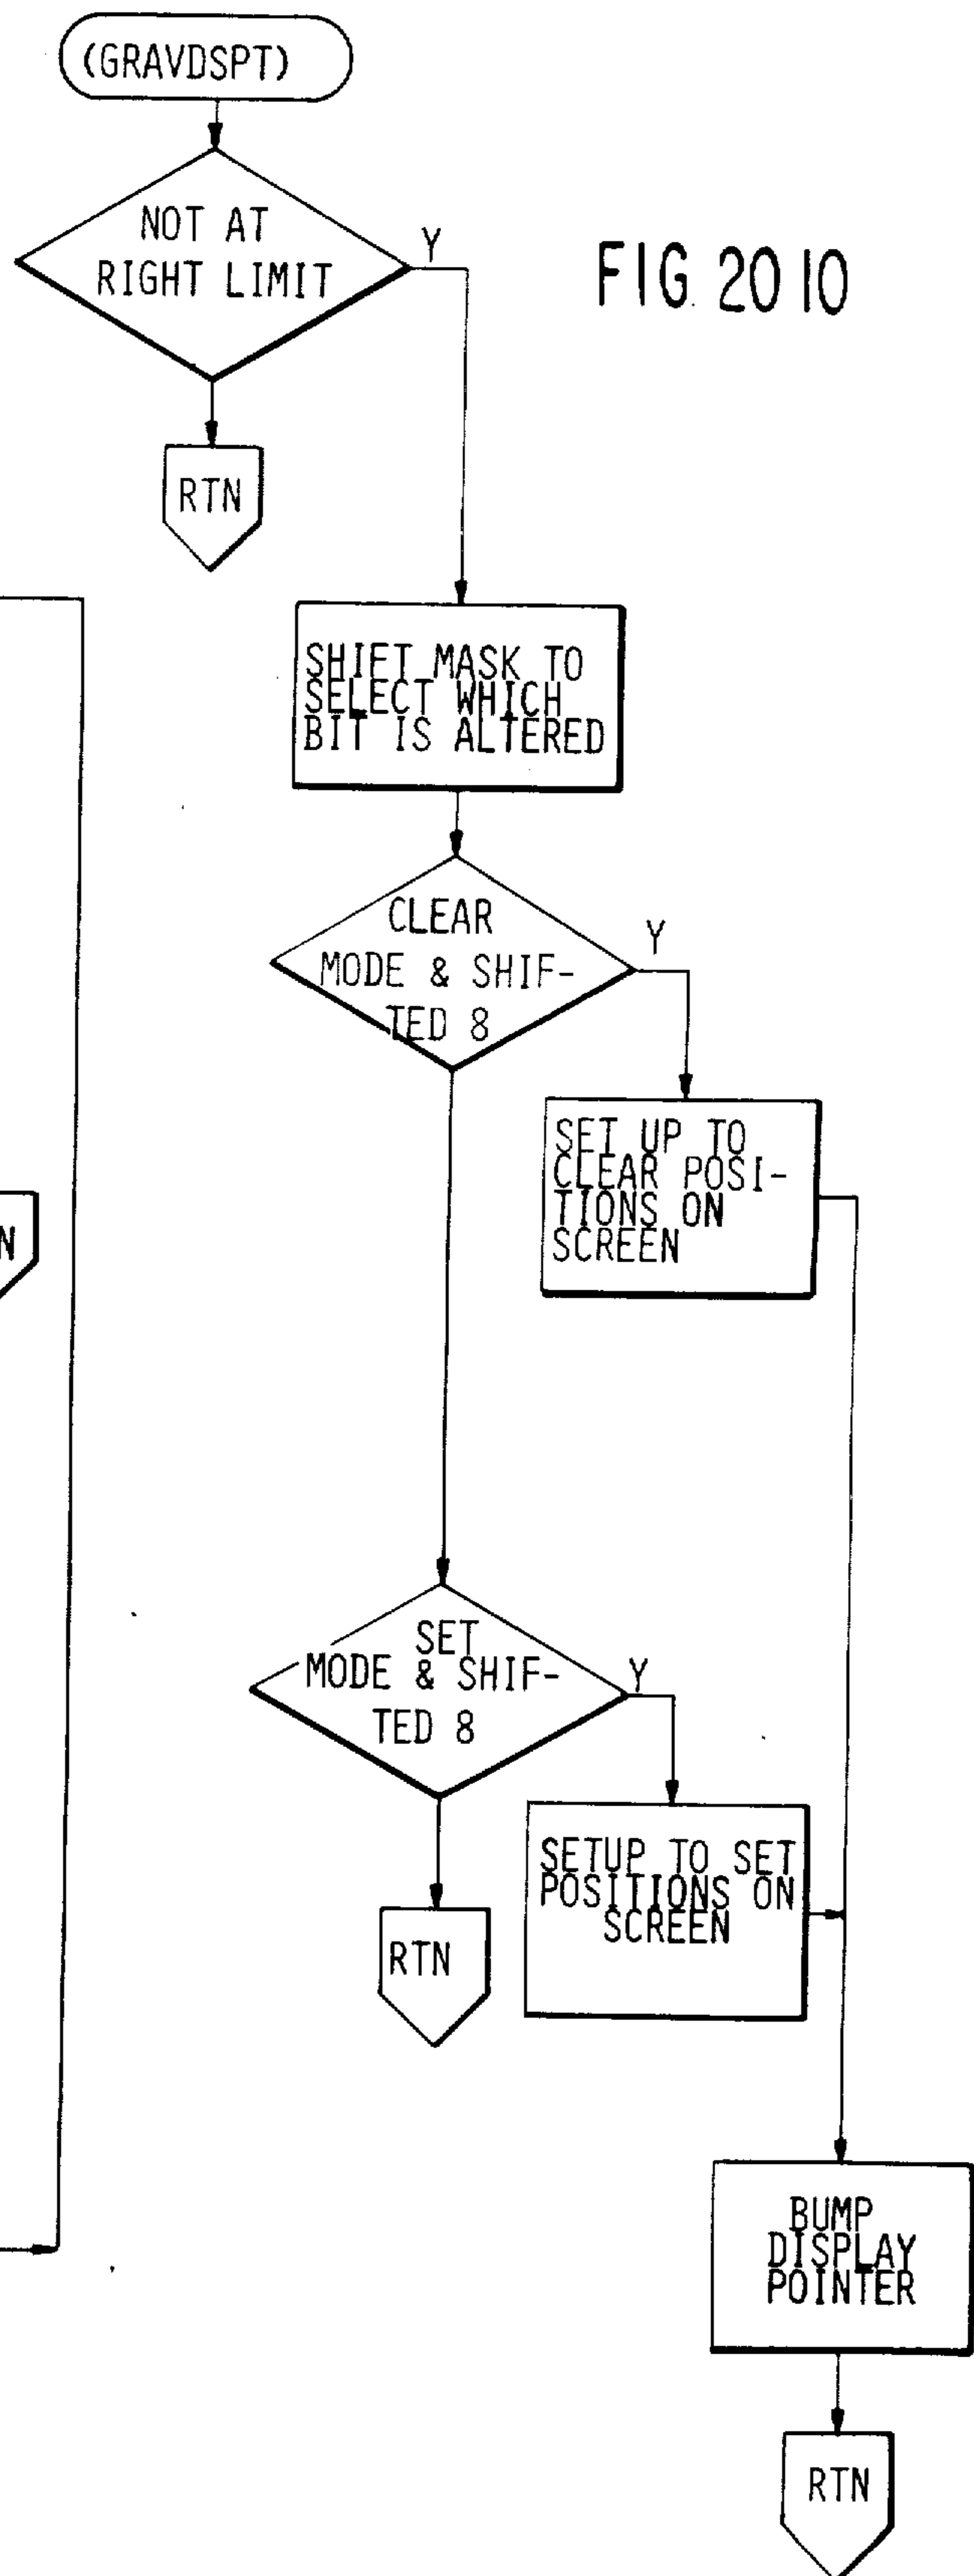 (GRAVDSPT)
NOT AT
RIGHT LIMIT
Y
FIG. 20 10
RTN
SHIFT MASK TO
SELECT WHICH
BIT IS ALTERED
CLEAR
MODE & SHIF-
TED 8
Y
SET UP TO
CLEAR POSI-
TIONS ON
SCREEN
N
SET
MODE & SHIF-
TED 8
Y
SETUP TO SET
POSITIONS ON
SCREEN
RTN
BUMP
DISPLAY
POINTER
RTN